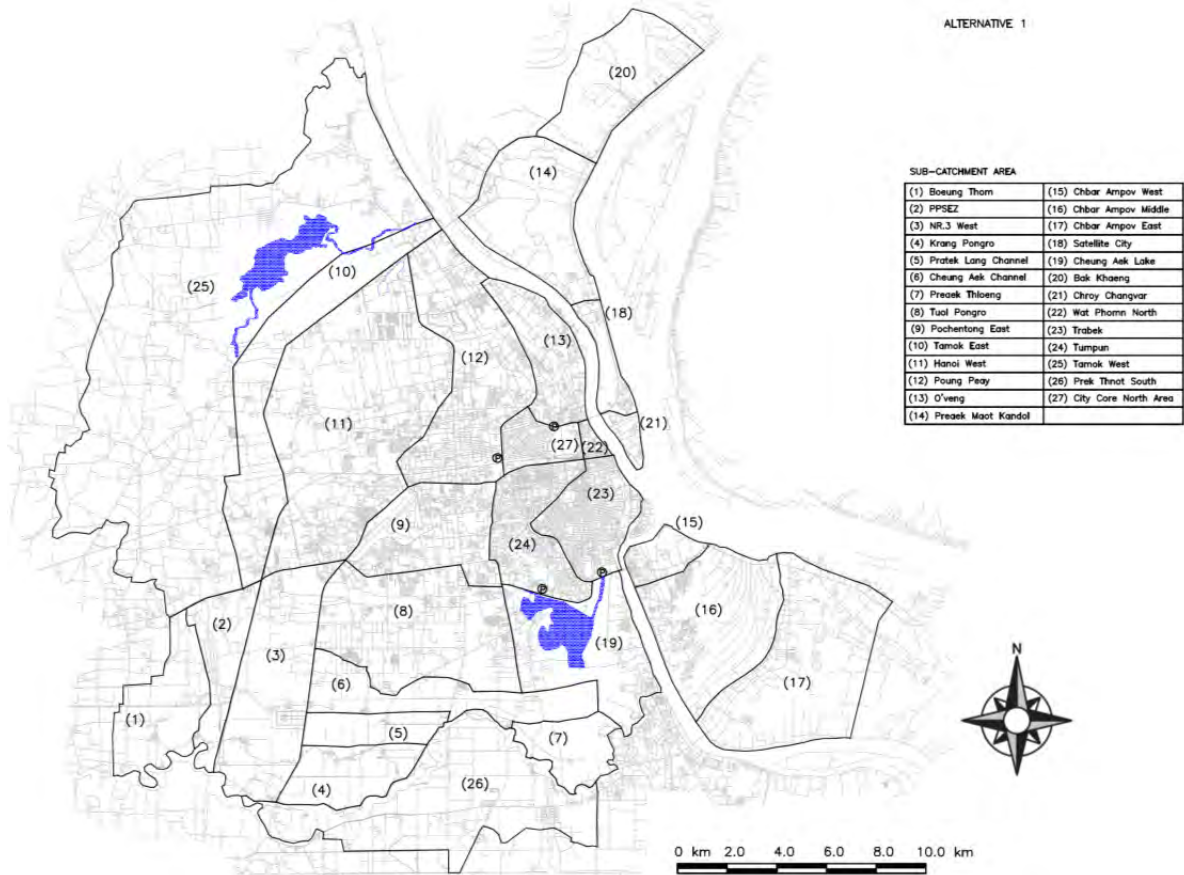 ALTERNATIVE 1
(20)
(14)
SUB-CATCHMENT AREA
(1) Boeung Thom (15) Chbar Ampov West
(2) PPSEZ (16) Chbar Ampov Middle
(3) NR.3 West (17) Chbar Ampov East
(4) Krang Pongro (18) Satellite City
(5) Pratek Lang Channel (19) Cheung Aek Lake
(6) Cheung Aek Channel (20) Bak Khaeng
(7) Preaek Thloeng (21) Chroy Changvar
(8) Tuol Pongro (22) Wat Phomn North
(9) Pochentong East (23) Trabek
(10) Tamok East (24) Tumpun
(11) Hanoi West (25) Tamok West
(12) Poung Peay (26) Prek Thnot South
(13) O'veng (27) City Core North Area
(14) Preaek Maot Kandol
(10)
(25)
(18)
(13)
(12)
(11)
(21)
(27)
(22)
P
P
(23)
(9)
(15)
(24)
P
P
(8)
(16)
(2)
(19)
(3)
(17)
(6)
(1)
(5)
(7)
(4)
(26)
N
0 km 2.0 4.0 6.0 8.0 10.0 km